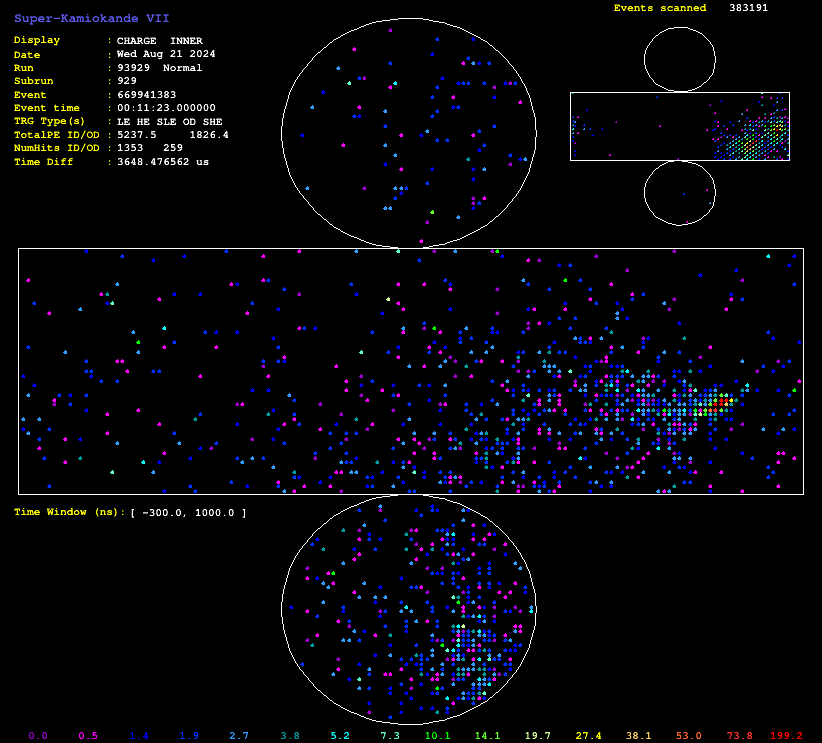 Super-Kamiokande VII
Events scanned 383191
Display : CHARGE INNER
Date : Wed Aug 21 2024
Run : 93929 Normal
Subrun : 929
Event : 669941383
Event time : 00:11:23.000000
TRG Type(s) : LE HE SLE OD SHE
TotalPE ID/OD : 5237.5 1826.4
NumHits ID/OD : 1353 259
Time Diff : 3648.476562 us
Time Window (ns): [ -300.0, 1000.0 ]
0.0 0.5 1.4 1.9 2.7 3.8 5.2 7.3 10.1 14.1 19.7 27.4 38.1 53.0 73.8 199.2